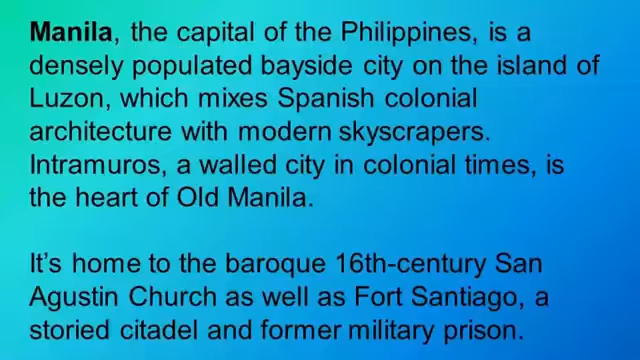 Manila, the capital of the Philippines, is a
densely populated bayside city on the island of
Luzon, which mixes Spanish colonial
architecture with modern skyscrapers.
Intramuros, a walled city in colonial times, is
the heart of Old Manila.
It’s home to the baroque 16th-century San
Agustin Church as well as Fort Santiago, a
storied citadel and former military prison.